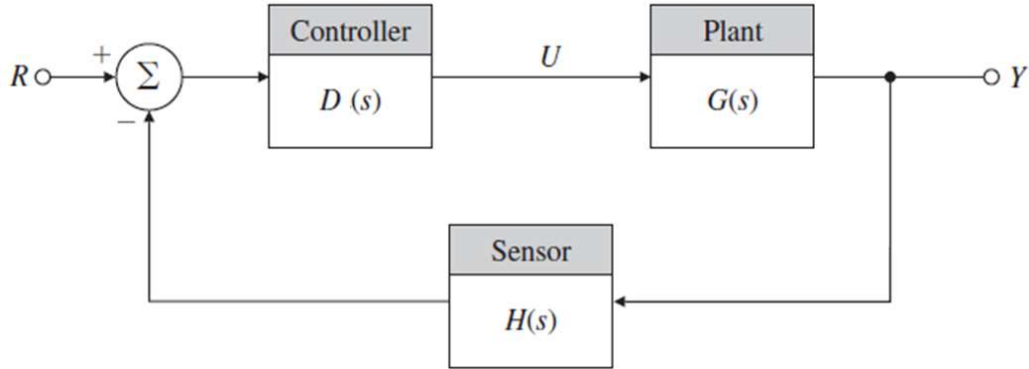 Controller
Plant
R
+
Σ
D (s)
U
G(s)
Y
−
Sensor
H(s)